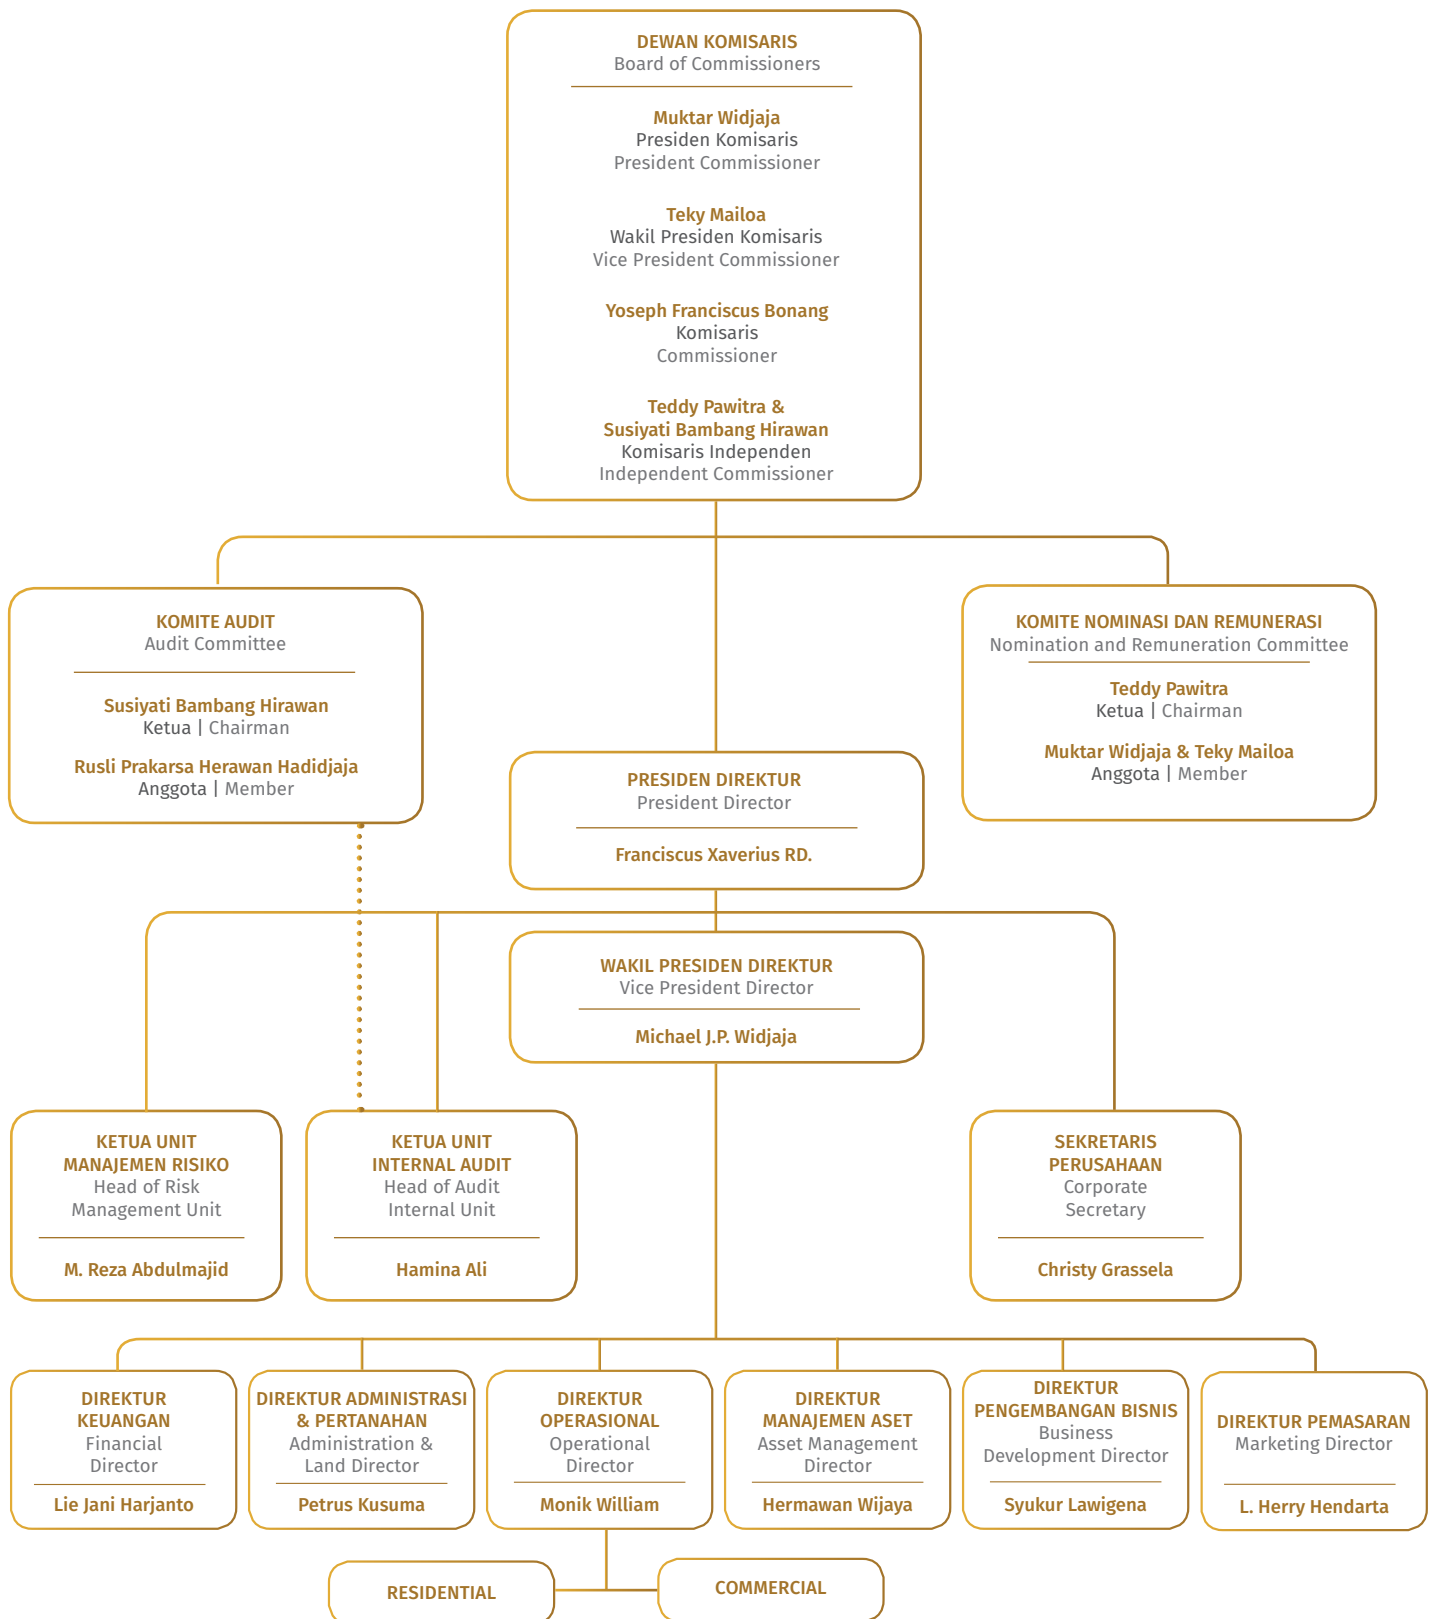 DEWAN KOMISARIS
Board of Commissioners
Muktar Widjaja
Presiden Komisaris
President Commissioner
Teky Mailoa
Wakil Presiden Komisaris
Vice President Commissioner
Yoseph Franciscus Bonang
Komisaris
Commissioner
Teddy Pawitra &
Susiyati Bambang Hirawan
Komisaris Independen
Independent Commissioner
KOMITE AUDIT
Audit Committee
Susiyati Bambang Hirawan
Ketua | Chairman
Rusli Prakarsa Herawan Hadidjaja
Anggota | Member
KOMITE NOMINASI DAN REMUNERASI
Nomination and Remuneration Committee
Teddy Pawitra
Ketua | Chairman
Muktar Widjaja & Teky Mailoa
Anggota | Member
PRESIDEN DIREKTUR
President Director
Franciscus Xaverius RD.
WAKIL PRESIDEN DIREKTUR
Vice President Director
Michael J.P. Widjaja
KETUA UNIT
MANAJEMEN RISIKO
Head of Risk
Management Unit
M. Reza Abdulmajid
KETUA UNIT
INTERNAL AUDIT
Head of Audit
Internal Unit
Hamina Ali
SEKRETARIS
PERUSAHAAN
Corporate
Secretary
Christy Grassela
DIREKTUR
KEUANGAN
Financial
Director
Lie Jani Harjanto
DIREKTUR ADMINISTRASI
& PERTANAHAN
Administration &
Land Director
Petrus Kusuma
DIREKTUR
OPERASIONAL
Operational
Director
Monik William
DIREKTUR
MANAJEMEN ASET
Asset Management
Director
Hermawan Wijaya
DIREKTUR
PENGEMBANGAN BISNIS
Business
Development Director
Syukur Lawigena
DIREKTUR PEMASARAN
Marketing Director
L. Herry Hendarta
RESIDENTIAL
COMMERCIAL